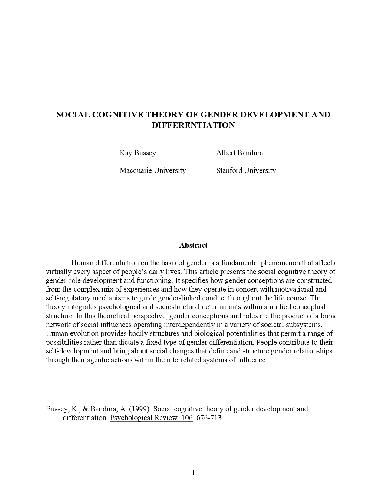 SOCIAL COGNITIVE THEORY OF GENDER DEVELOPMENT AND
DIFFERENTIATION
Kay Bussey Albert Bandura
Macquarie University Stanford University
Abstract
Human differentiation on the basis of gender is a fundamental phenomenon that affects
virtually every aspect of people's daily lives. This article presents the social cognitive theory of
gender role development and functioning. It specifies how gender conceptions are constructed
from the complex mix of experiences and how they operate in concert with motivational and
self-regulatory mechanisms to guide gender-linked conduct throughout the life course. The
theory integrates psychological and sociostructural determinants within a unified conceptual
structure. In this theoretical perspective, gender conceptions and roles are the product of a broad
network of social influences operating interdependently in a variety of societal subsystems.
Human evolution provides bodily structures and biological potentialities that permit a range of
possibilities rather than dictate a fixed type of gender differentiation. People contribute to their
self-development and bring about social changes that define and structure gender relationships
through their agentic actions within the interrelated systems of influence.
Bussey, K., & Bandura, A. (1999). Social cognitive theory of gender development and
differentiation. Psychological Review, 106, 676-713.
1